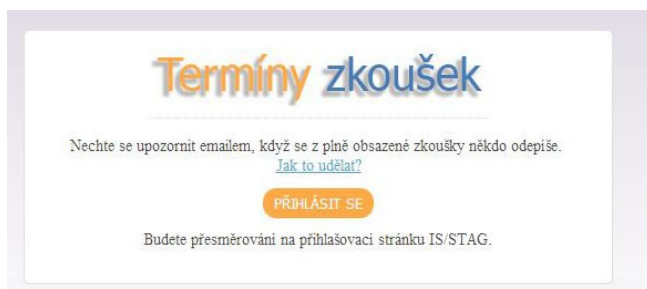 Termíny zkoušek
Nechte se upozornit emailem, když se z plně obsazené zkoušky někdo odepiše.
Jak to udělat?
PŘIHLÁSIT SE
Budete přesměrováni na přihlašovací stránku IS/STAG.